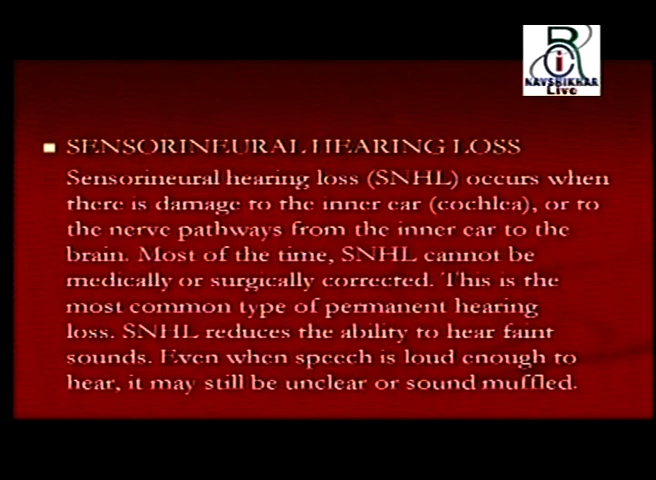 RCi
NAVSHIKHAR
Live
SENSORINEURAL HEARING LOSS
Sensorineural hearing loss (SNHL) occurs when
there is damage to the inner ear (cochlea), or to
the nerve pathways from the inner ear to the
brain. Most of the time, SNHL cannot be
medically or surgically corrected. This is the
most common type of permanent hearing
loss. SNHL reduces the ability to hear faint
sounds. Even when speech is loud enough to
hear, it may still be unclear or sound muffled.